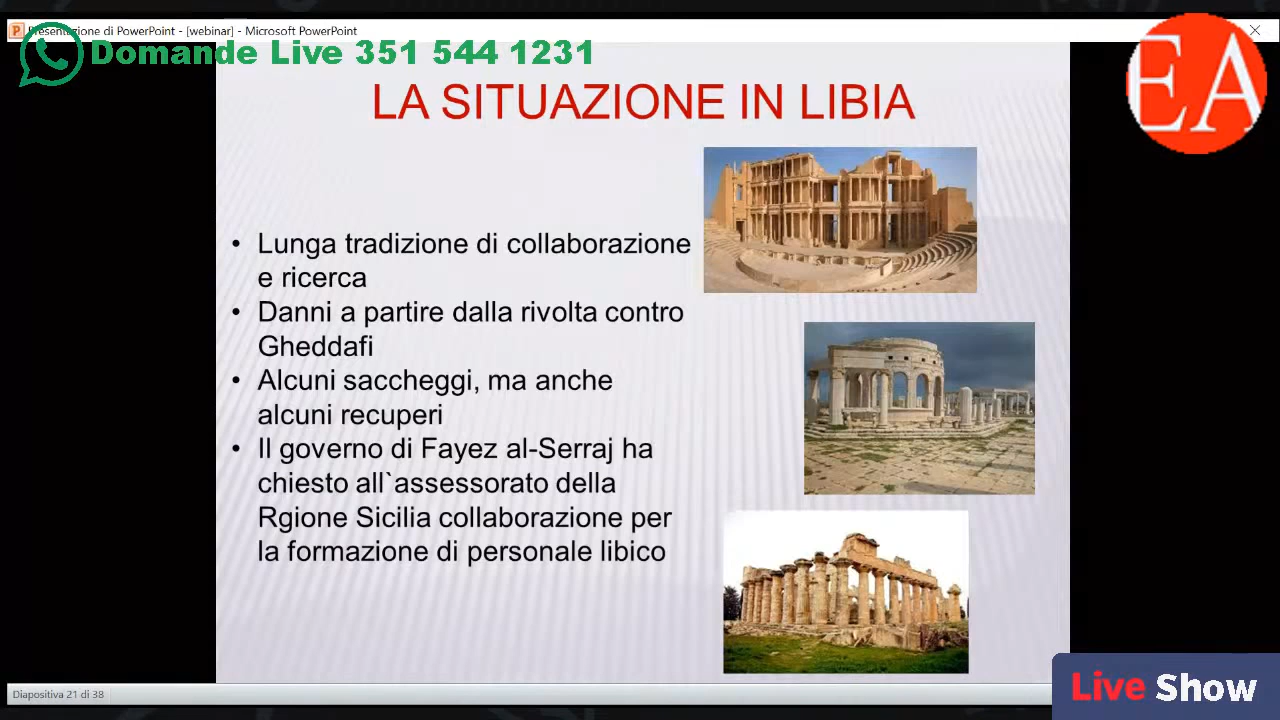 Presentazione di PowerPoint - [webinar] - Microsoft PowerPoint
Domande Live 351 544 1231
EA
LA SITUAZIONE IN LIBIA
• Lunga tradizione di collaborazione
e ricerca
• Danni a partire dalla rivolta contro
Gheddafi
• Alcuni saccheggi, ma anche
alcuni recuperi
• Il governo di Fayez al-Serraj ha
chiesto all`assessorato della
Rgione Sicilia collaborazione per
la formazione di personale libico
Diapositiva 21 di 38
Live Show